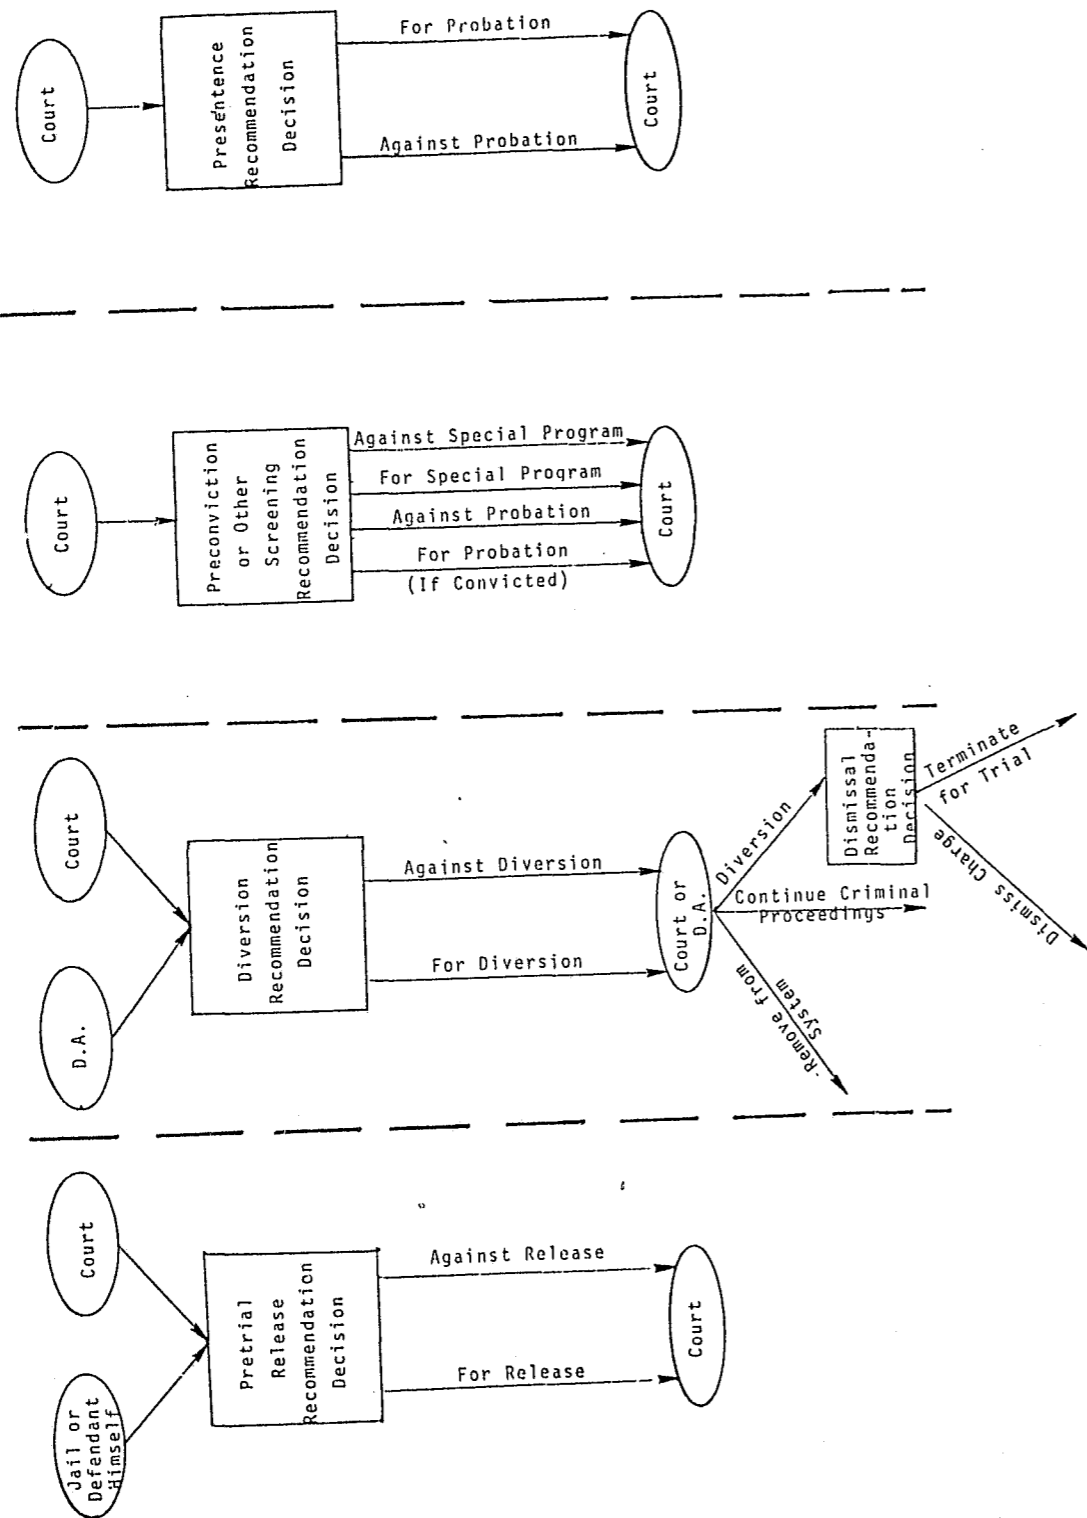 Court
Presentence
Recommendation
Decision
For Probation
Against Probation
Court
Court
Preconviction
or Other
Screening
Recommendation
Decision
Against Special Program
For Special Program
Against Probation
For Probation
(If Convicted)
Court
Court
D.A.
Diversion
Recommendation
Decision
Against Diversion
For Diversion
Court or
D.A.
Diversion
Continue Criminal
Proceedings
Remove from
System
Dismissal
Recommenda-
tion
Decision
Terminate
for Trial
Dismiss Charge
Court
Jail or
Defendant
Himself
Pretrial
Release
Recommendation
Decision
Against Release
For Release
Court